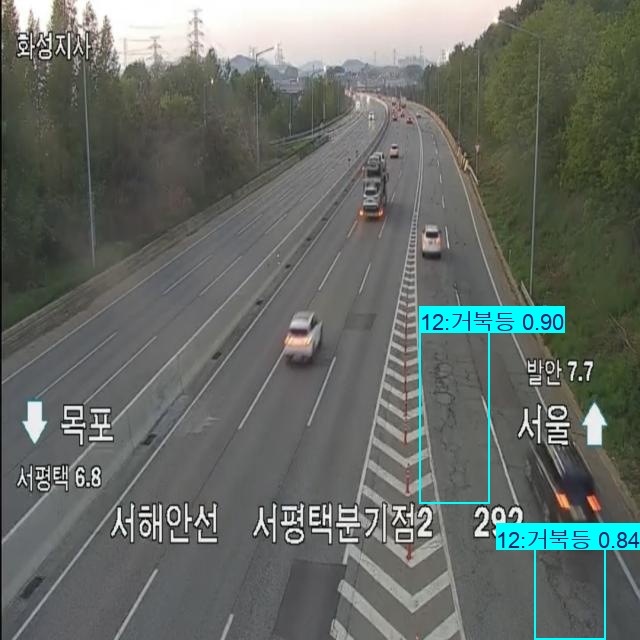 화성지사
12:거북등 0.90
발안 7.7
목포
서울
서평택 6.8
서해안선 서평택분기점2 292
12:거북등 0.84